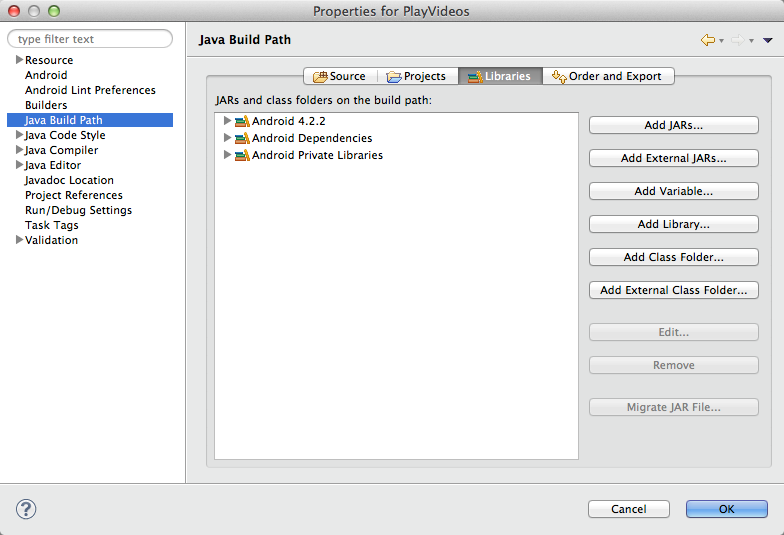 Properties for PlayVideos
type filter text
Resource
Android
Android Lint Preferences
Builders
Java Build Path
Java Code Style
Java Compiler
Java Editor
Javadoc Location
Project References
Run/Debug Settings
Task Tags
Validation
Java Build Path
Source
Projects
Libraries
Order and Export
JARs and class folders on the build path:
Android 4.2.2
Android Dependencies
Android Private Libraries
Add JARs...
Add External JARs...
Add Variable...
Add Library...
Add Class Folder...
Add External Class Folder...
Edit...
Remove
Migrate JAR File...
?
Cancel
OK